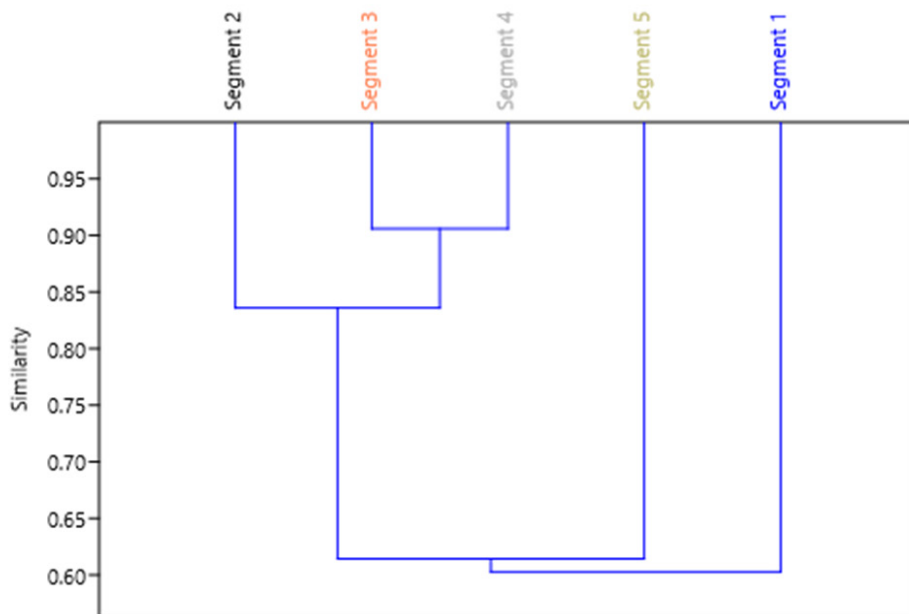 Segment 2
Segment 3
Segment 4
Segment 5
Segment 1
0.95
0.90
0.85
0.80
0.75
0.70
0.65
0.60
Similarity